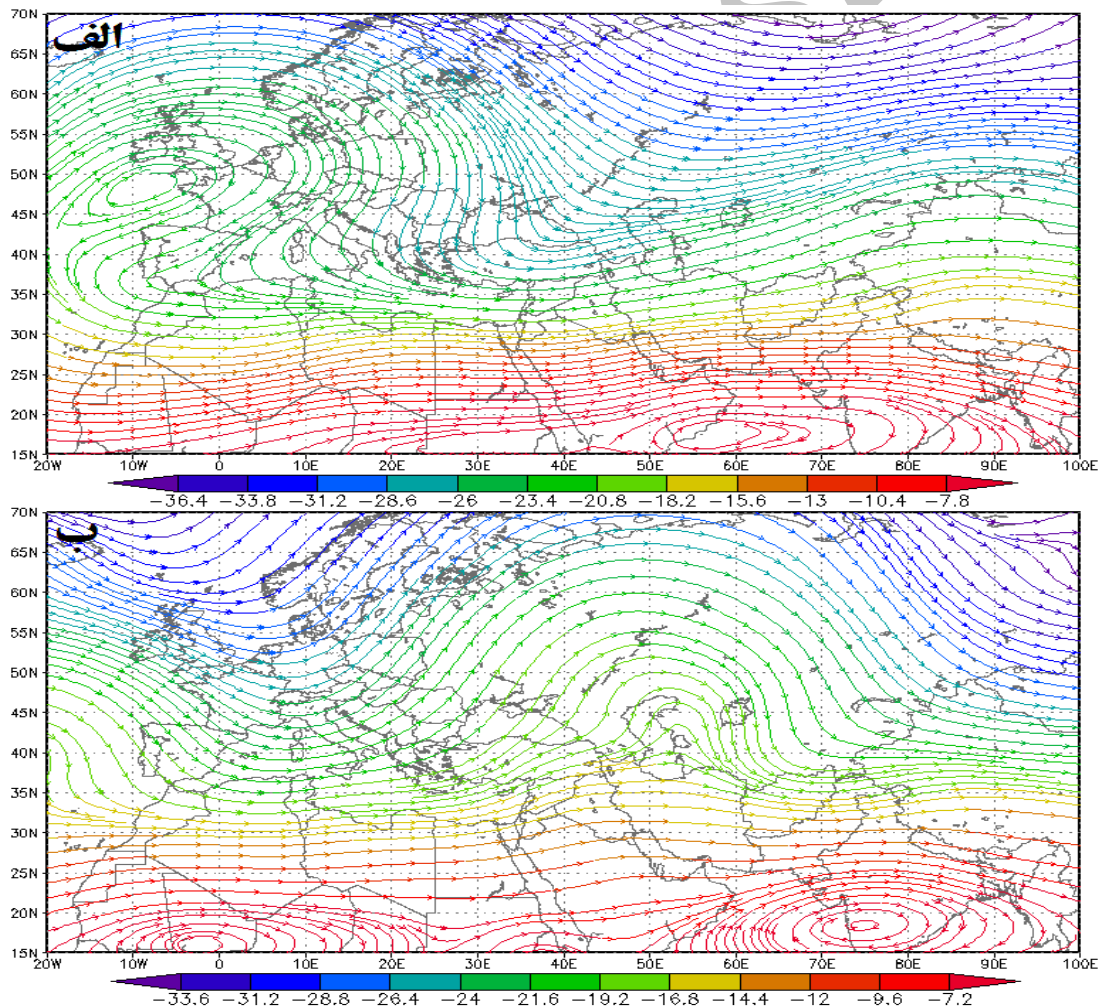 70N
الف
65N
60N
55N
50N
45N
40N
35N
30N
25N
20N
15N
20W 10W 0 10E 20E 30E 40E 50E 60E 70E 80E 90E 100E
−36.4 −33.8 −31.2 −28.6 −26 −23.4 −20.8 −18.2 −15.6 −13 −10.4 −7.8
70N
ب
65N
60N
55N
50N
45N
40N
35N
30N
25N
20N
15N
20W 10W 0 10E 20E 30E 40E 50E 60E 70E 80E 90E 100E
−33.6 −31.2 −28.8 −26.4 −24 −21.6 −19.2 −16.8 −14.4 −12 −9.6 −7.2